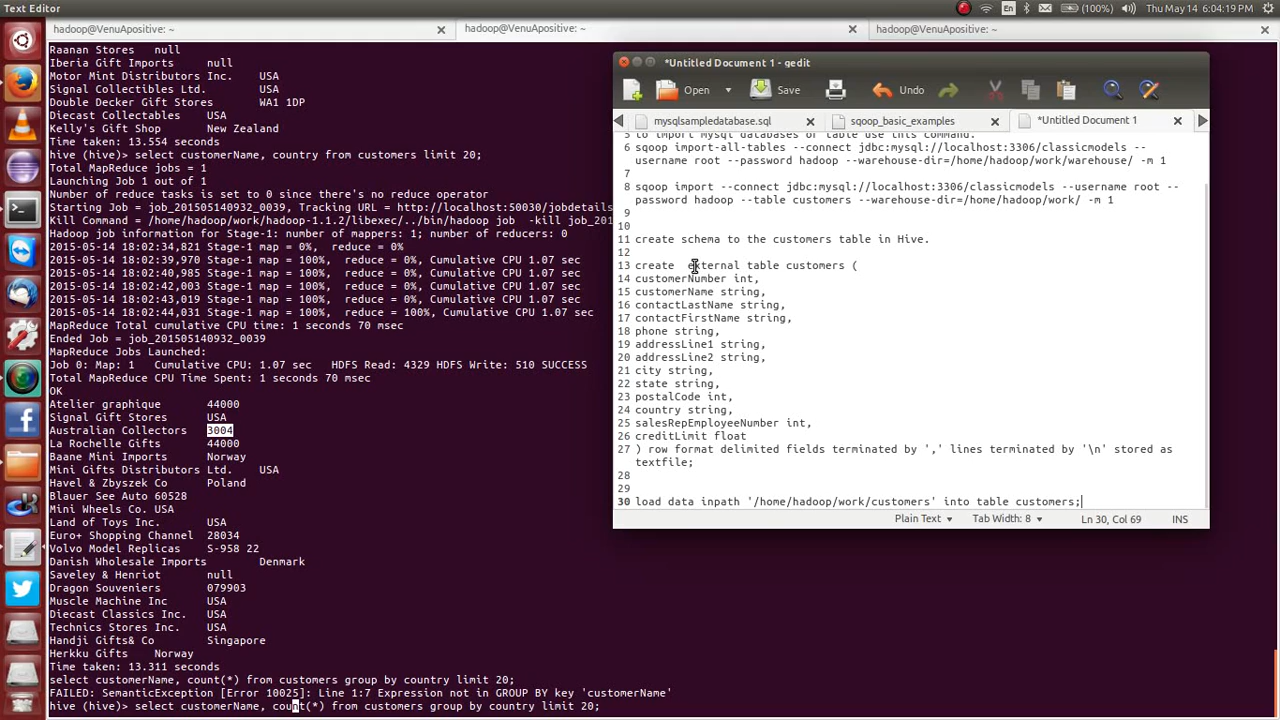 Text Editor
En
(100%)
Thu May 14 6:04:19 PM
hadoop@VenuApositive: ~
hadoop@VenuApositive: ~
hadoop@VenuApositive: ~
Raanan Stores null
Iberia Gift Imports null
Motor Mint Distributors Inc. USA
Signal Collectibles Ltd. USA
Double Decker Gift Stores WA1 1DP
Diecast Collectables USA
Kelly's Gift Shop New Zealand
Time taken: 13.554 seconds
hive (hive)> select customerName, country from customers limit 20;
Total MapReduce jobs = 1
Launching Job 1 out of 1
Number of reduce tasks is set to 0 since there's no reduce operator
Starting Job = job_201505140932_0039, Tracking URL = http://localhost:50030/jobdetails
Kill Command = /home/hadoop/work/hadoop-1.1.2/libexec/../bin/hadoop job -kill job_201
Hadoop job information for Stage-1: number of mappers: 1; number of reducers: 0
2015-05-14 18:02:34,821 Stage-1 map = 0%, reduce = 0%
2015-05-14 18:02:39,970 Stage-1 map = 100%, reduce = 0%, Cumulative CPU 1.07 sec
2015-05-14 18:02:40,985 Stage-1 map = 100%, reduce = 0%, Cumulative CPU 1.07 sec
2015-05-14 18:02:42,003 Stage-1 map = 100%, reduce = 0%, Cumulative CPU 1.07 sec
2015-05-14 18:02:43,019 Stage-1 map = 100%, reduce = 0%, Cumulative CPU 1.07 sec
2015-05-14 18:02:44,031 Stage-1 map = 100%, reduce = 100%, Cumulative CPU 1.07 sec
MapReduce Total cumulative CPU time: 1 seconds 70 msec
Ended Job = job_201505140932_0039
MapReduce Jobs Launched:
Job 0: Map: 1 Cumulative CPU: 1.07 sec HDFS Read: 4329 HDFS Write: 510 SUCCESS
Total MapReduce CPU Time Spent: 1 seconds 70 msec
OK
Atelier graphique 44000
Signal Gift Stores USA
Australian Collectors 3004
La Rochelle Gifts 44000
Baane Mini Imports Norway
Mini Gifts Distributors Ltd. USA
Havel & Zbyszek Co Poland
Blauer See Auto 60528
Mini Wheels Co. USA
Land of Toys Inc. USA
Euro+ Shopping Channel 28034
Volvo Model Replicas S-958 22
Danish Wholesale Imports Denmark
Saveley & Henriot null
Dragon Souveniers 079903
Muscle Machine Inc USA
Diecast Classics Inc. USA
Technics Stores Inc. USA
Handji Gifts& Co Singapore
Herkku Gifts Norway
Time taken: 13.311 seconds
select customerName, count(*) from customers group by country limit 20;
FAILED: SemanticException [Error 10025]: Line 1:7 Expression not in GROUP BY key 'customerName'
hive (hive)> select customerName, count(*) from customers group by country limit 20;
*Untitled Document 1 - gedit
Open
Save
Undo
mysqlsampledatabase.sql
sqoop_basic_examples
*Untitled Document 1
5 to import Mysql databases or table use this command.
6 sqoop import-all-tables --connect jdbc:mysql://localhost:3306/classicmodels --
username root --password hadoop --warehouse-dir=/home/hadoop/work/warehouse/ -m 1
7
8 sqoop import --connect jdbc:mysql://localhost:3306/classicmodels --username root --
password hadoop --table customers --warehouse-dir=/home/hadoop/work/ -m 1
9
10
11 create schema to the customers table in Hive.
12
13 create external table customers (
14 customerNumber int,
15 customerName string,
16 contactLastName string,
17 contactFirstName string,
18 phone string,
19 addressLine1 string,
20 addressLine2 string,
21 city string,
22 state string,
23 postalCode int,
24 country string,
25 salesRepEmployeeNumber int,
26 creditLimit float
27 ) row format delimited fields terminated by ',' lines terminated by '\n' stored as
textfile;
28
29
30 load data inpath '/home/hadoop/work/customers' into table customers;
Plain Text
Tab Width: 8
Ln 30, Col 69
INS